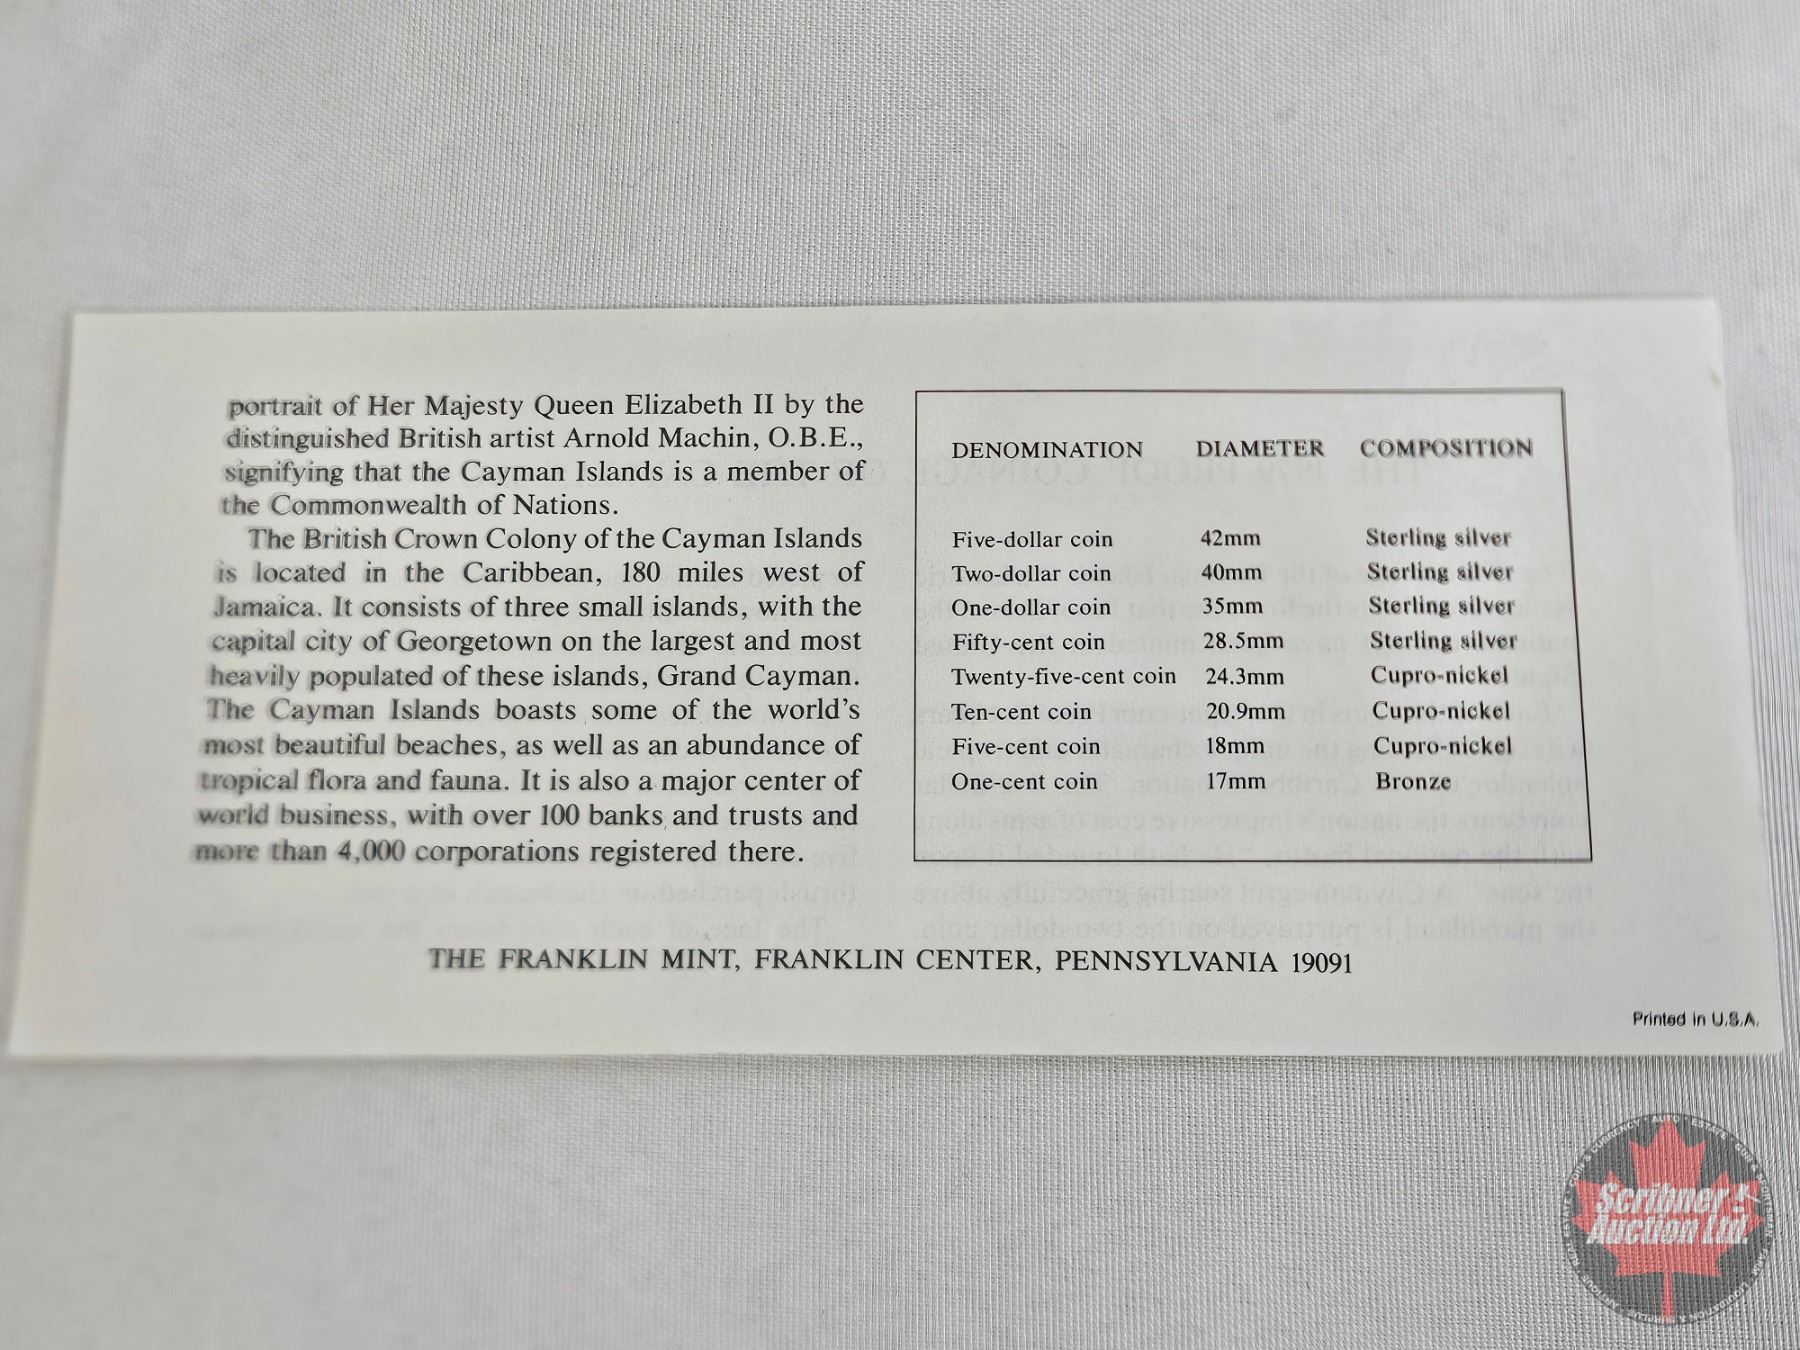 portrait of Her Majesty Queen Elizabeth II by the
distinguished British artist Arnold Machin, O.B.E.,
signifying that the Cayman Islands is a member of
the Commonwealth of Nations.
The British Crown Colony of the Cayman Islands
is located in the Caribbean, 180 miles west of
Jamaica. It consists of three small islands, with the
capital city of Georgetown on the largest and most
heavily populated of these islands, Grand Cayman.
The Cayman Islands boasts some of the world's
most beautiful beaches, as well as an abundance of
tropical flora and fauna. It is also a major center of
world business, with over 100 banks and trusts and
more than 4,000 corporations registered there.
DENOMINATION DIAMETER COMPOSITION
Five-dollar coin 42mm Sterling silver
Two-dollar coin 40mm Sterling silver
One-dollar coin 35mm Sterling silver
Fifty-cent coin 28.5mm Sterling silver
Twenty-five-cent coin 24.3mm Cupro-nickel
Ten-cent coin 20.9mm Cupro-nickel
Five-cent coin 18mm Cupro-nickel
One-cent coin 17mm Bronze
THE FRANKLIN MINT, FRANKLIN CENTER, PENNSYLVANIA 19091
Printed in U.S.A.
Scribner
Auction Ltd.